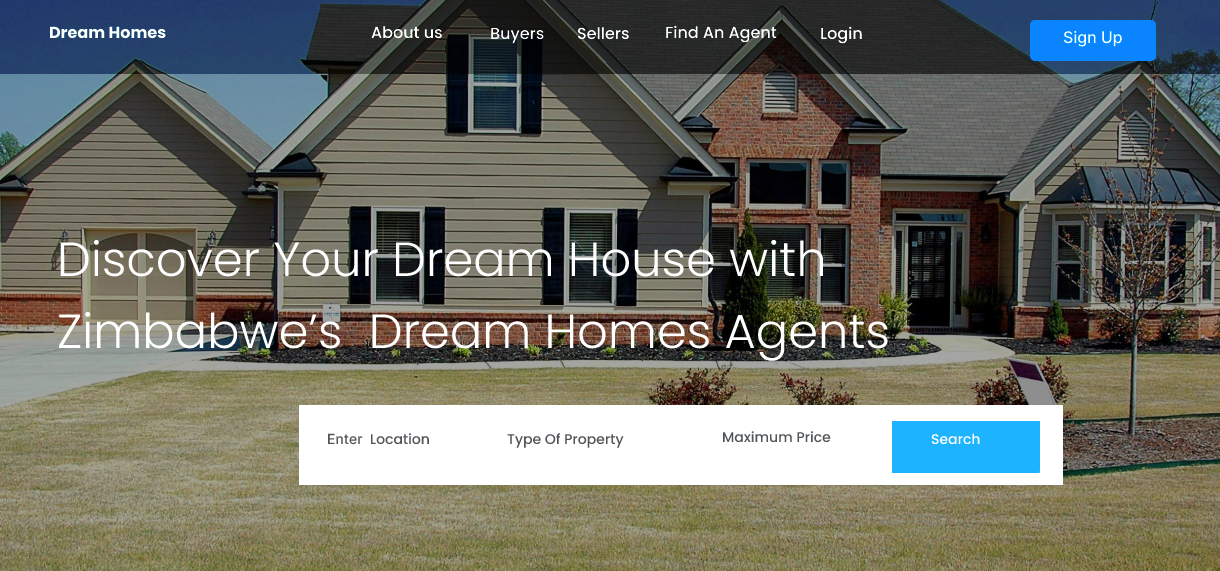 Dream Homes
About us
Buyers
Sellers
Find An Agent
Login
Sign Up
Discover Your Dream House with
Zimbabwe’s  Dream Homes Agents
Enter  Location
Type Of Property
Maximum Price
Search